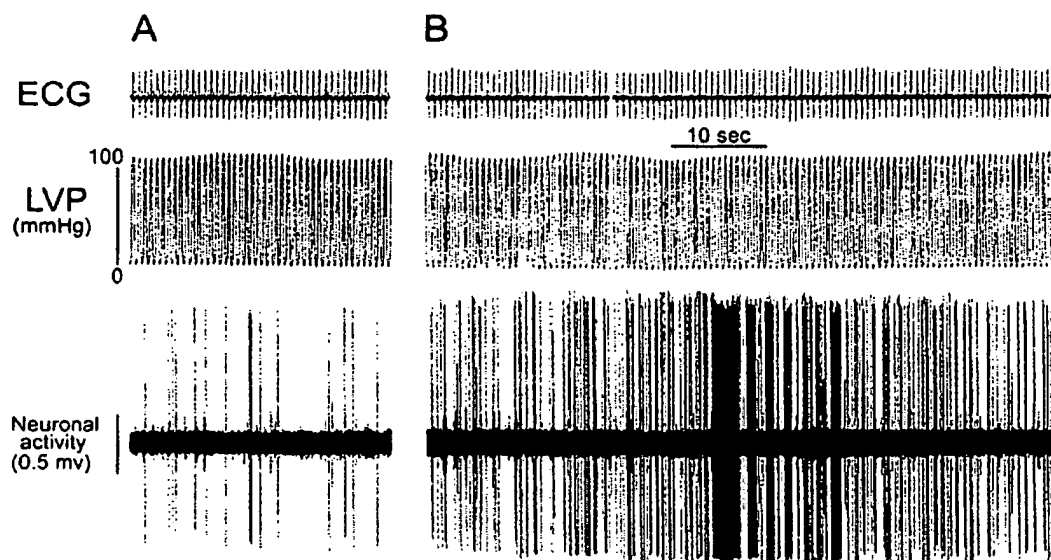 A
B
ECG
10 sec
100
LVP
(mmHg)
0
Neuronal
activity
(0.5 mv)